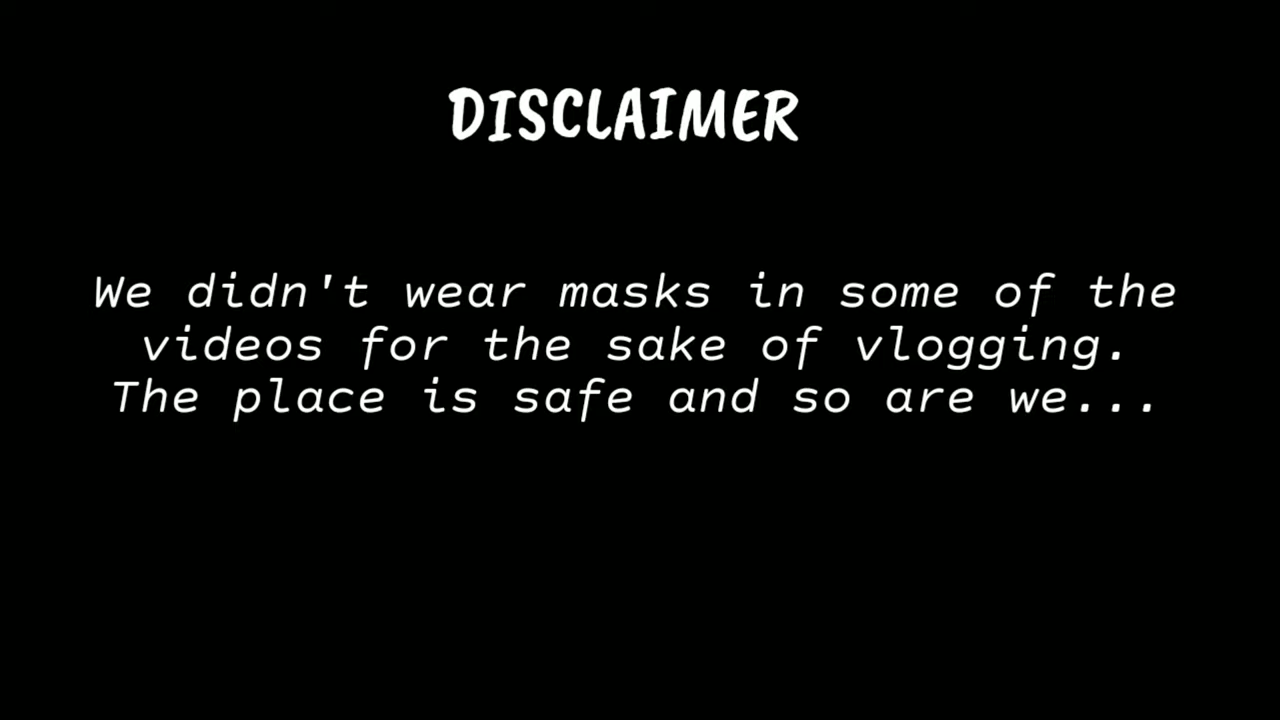 DISCLAIMER
We didn't wear masks in some of the
videos for the sake of vlogging.
The place is safe and so are we...